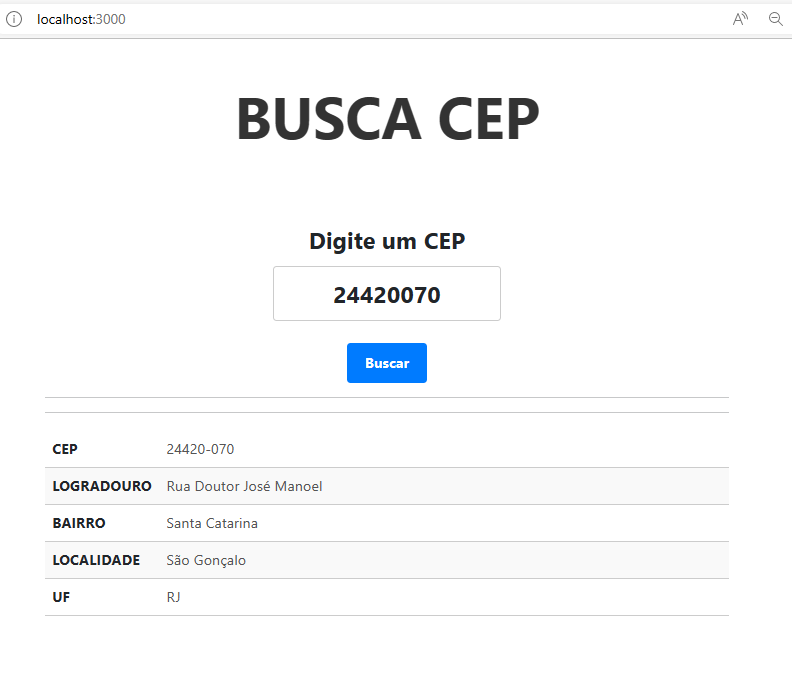 localhost:3000
BUSCA CEP
Digite um CEP
24420070
Buscar
CEP 24420-070
LOGRADOURO Rua Doutor José Manoel
BAIRRO Santa Catarina
LOCALIDADE São Gonçalo
UF RJ